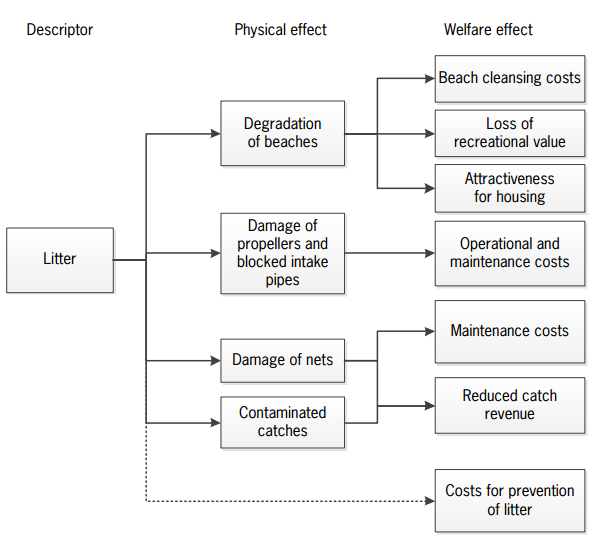 Descriptor
Physical effect
Welfare effect
Litter
Degradation
of beaches
Damage of
propellers and
blocked intake
pipes
Damage of nets
Contaminated
catches
Beach cleansing costs
Loss of
recreational value
Attractiveness
for housing
Operational and
maintenance costs
Maintenance costs
Reduced catch
revenue
Costs for prevention
of litter